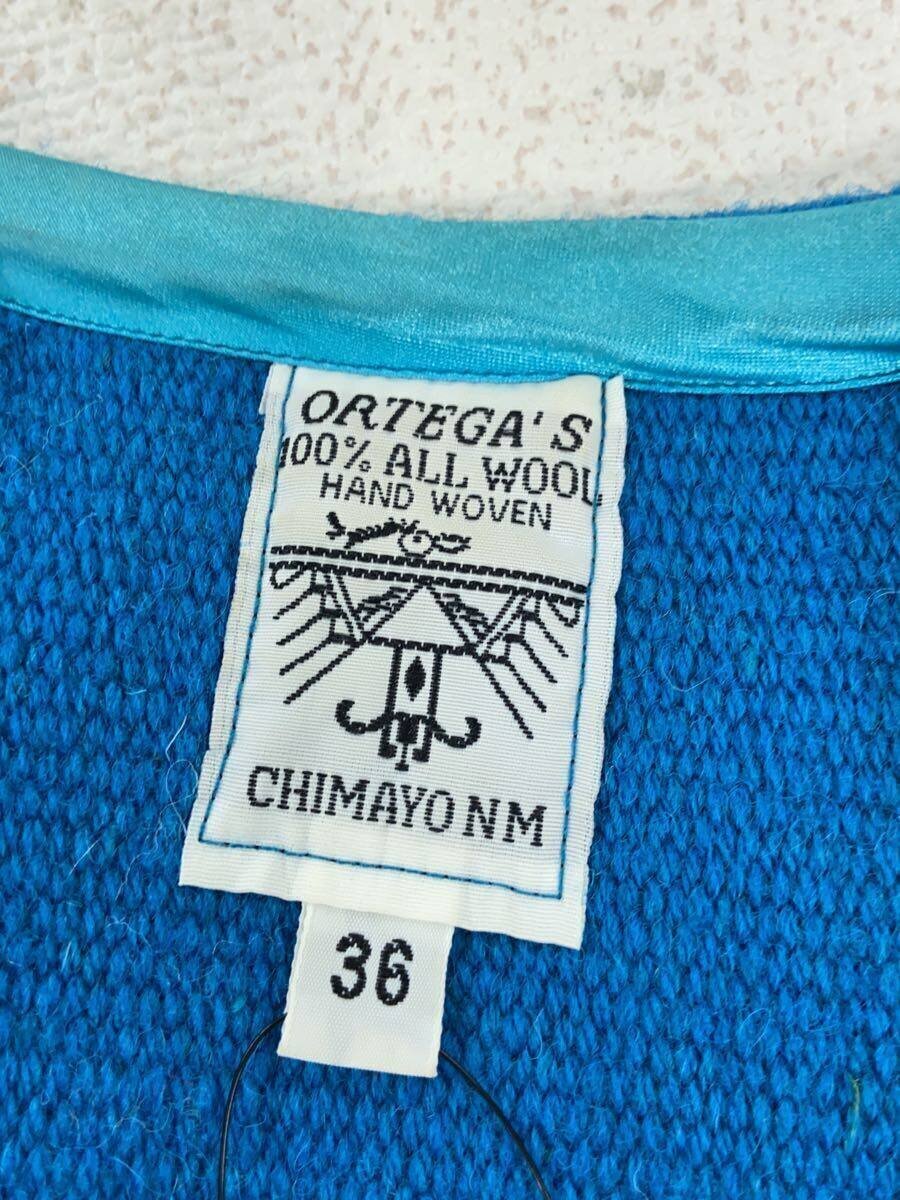 ORTEGA'S
100% ALL WOOL
HAND WOVEN
CHIMAYO NM
36